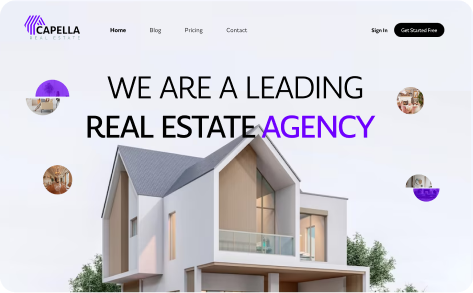 CAPELLA
REAL ESTATE
Home
Blog
Pricing
Contact
Sign In
Get Started Free
WE ARE A LEADING
REAL ESTATE AGENCY